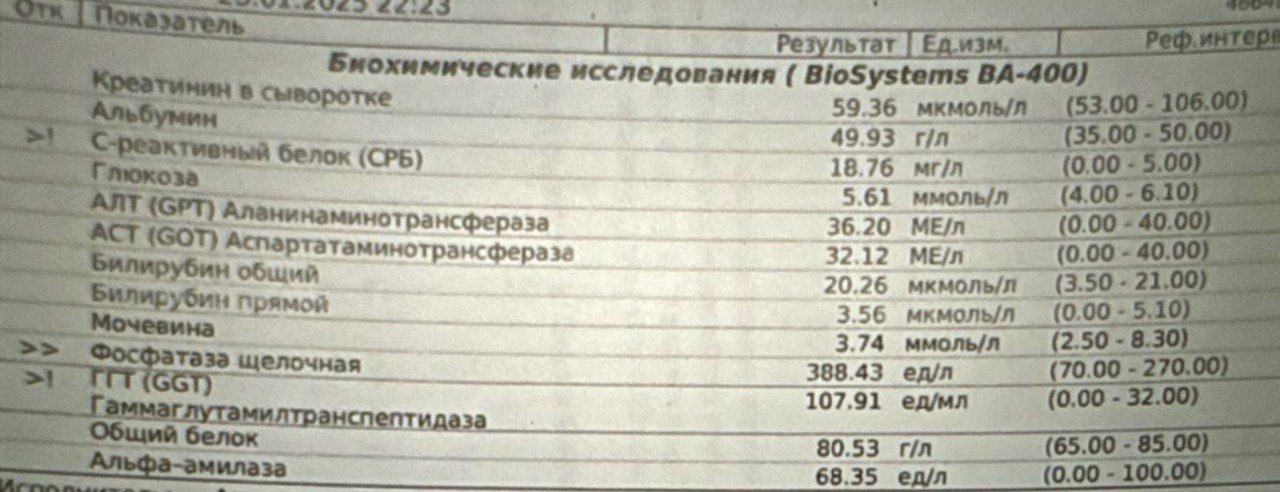 22:23
Отк Показатель Результат Ед.изм. Реф.интерв
Биохимические исследования ( BioSystems BA-400)
Креатинин в сыворотке 59.36 мкмоль/л (53.00 - 106.00)
Альбумин 49.93 г/л (35.00 - 50.00)
>! С-реактивный белок (СРБ) 18.76 мг/л (0.00 - 5.00)
Глюкоза 5.61 ммоль/л (4.00 - 6.10)
АЛТ (GPT) Аланинаминотрансфераза 36.20 МЕ/л (0.00 - 40.00)
АСТ (GOT) Аспартатаминотрансфераза 32.12 МЕ/л (0.00 - 40.00)
Билирубин общий 20.26 мкмоль/л (3.50 - 21.00)
Билирубин прямой 3.56 мкмоль/л (0.00 - 5.10)
Мочевина 3.74 ммоль/л (2.50 - 8.30)
>> Фосфатаза щелочная 388.43 ед/л (70.00 - 270.00)
>! ГГТ (GGT) 107.91 ед/мл (0.00 - 32.00)
Гаммаглутамилтранспептидаза
Общий белок 80.53 г/л (65.00 - 85.00)
Альфа-амилаза 68.35 ед/л (0.00 - 100.00)